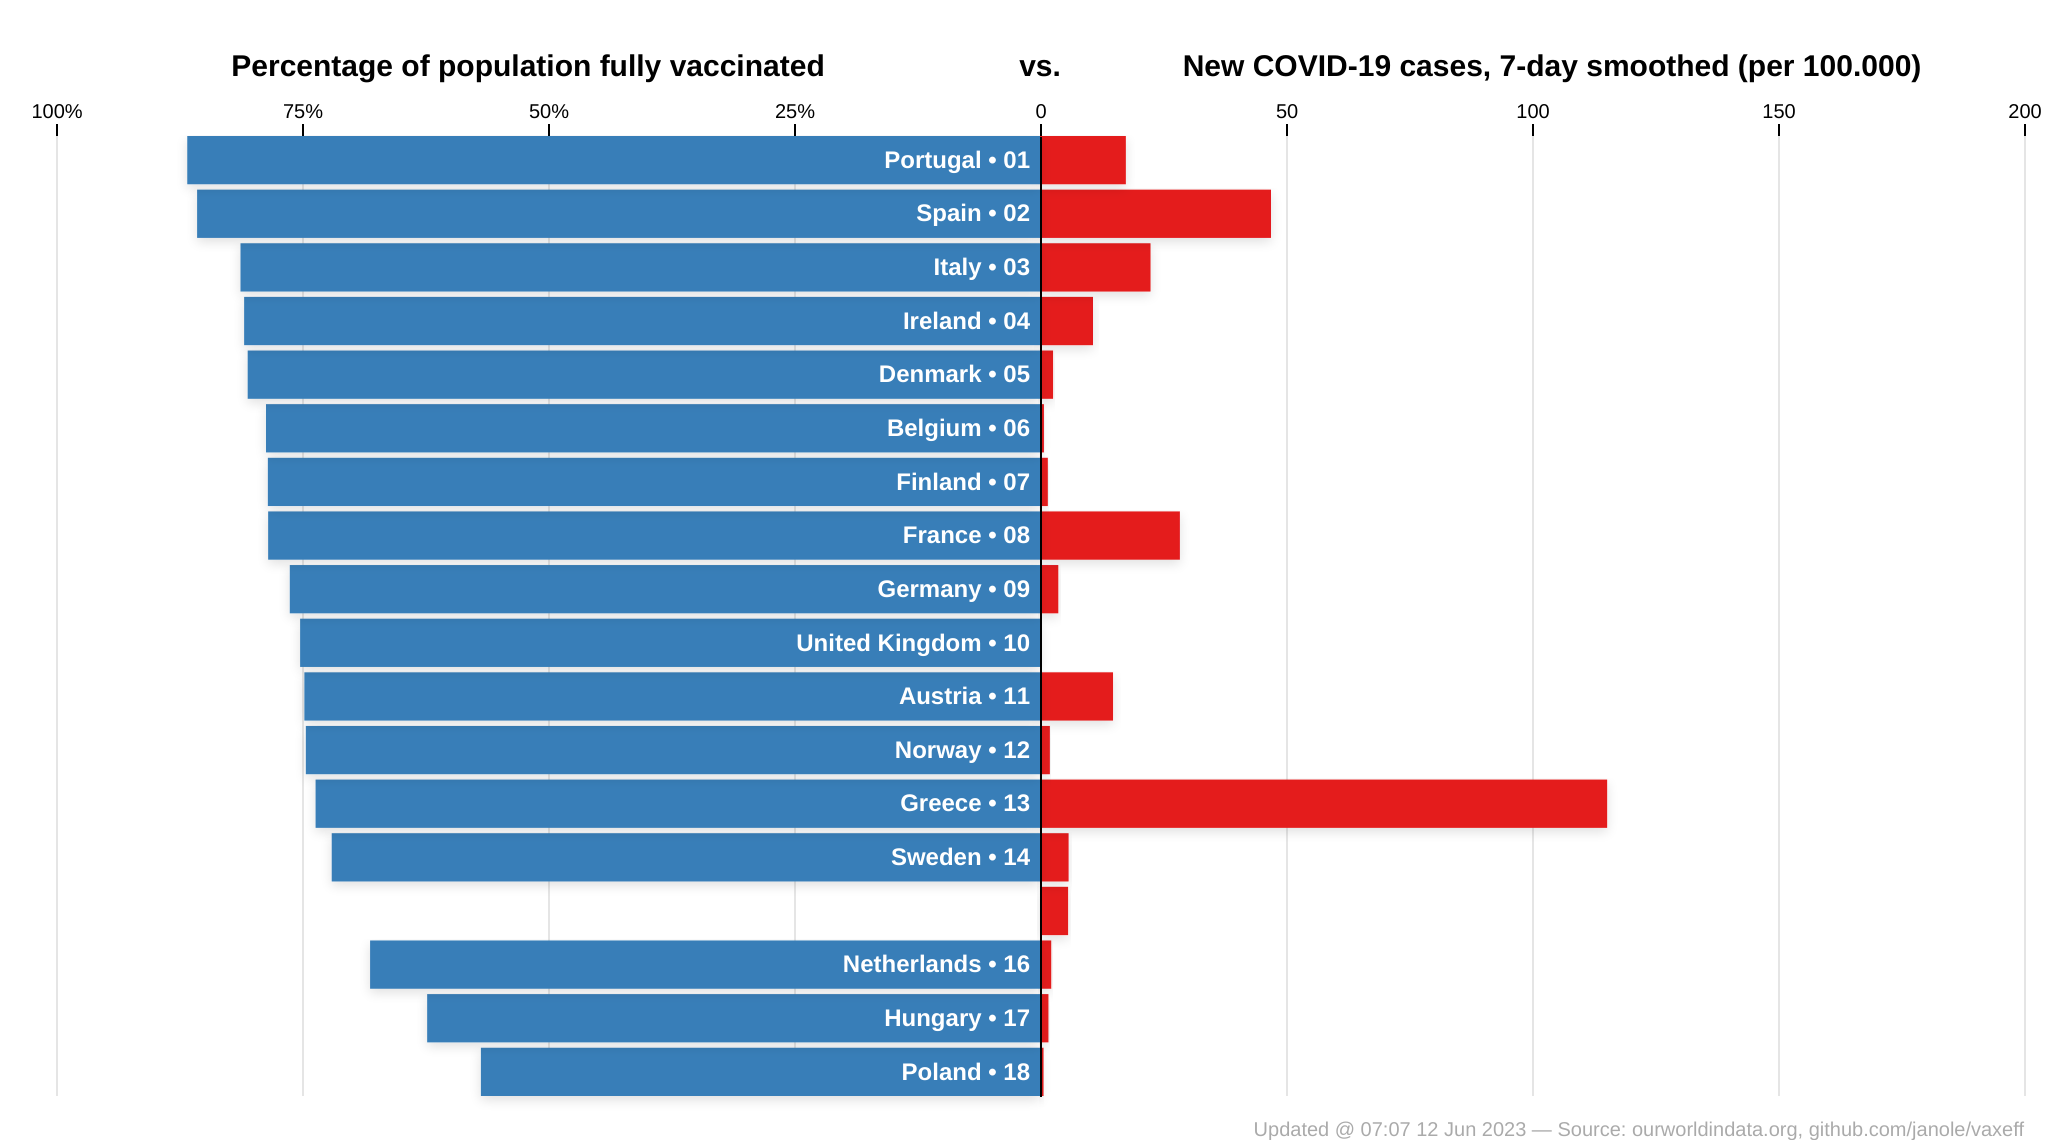 Percentage of population fully vaccinated vs. New COVID-19 cases, 7-day smoothed (per 100.000)
100% 75% 50% 25% 0 50 100 150 200
Portugal • 01
Spain • 02
Italy • 03
Ireland • 04
Denmark • 05
Belgium • 06
Finland • 07
France • 08
Germany • 09
United Kingdom • 10
Austria • 11
Norway • 12
Greece • 13
Sweden • 14
Netherlands • 16
Hungary • 17
Poland • 18
Updated @ 07:07 12 Jun 2023 — Source: ourworldindata.org, github.com/janole/vaxeff